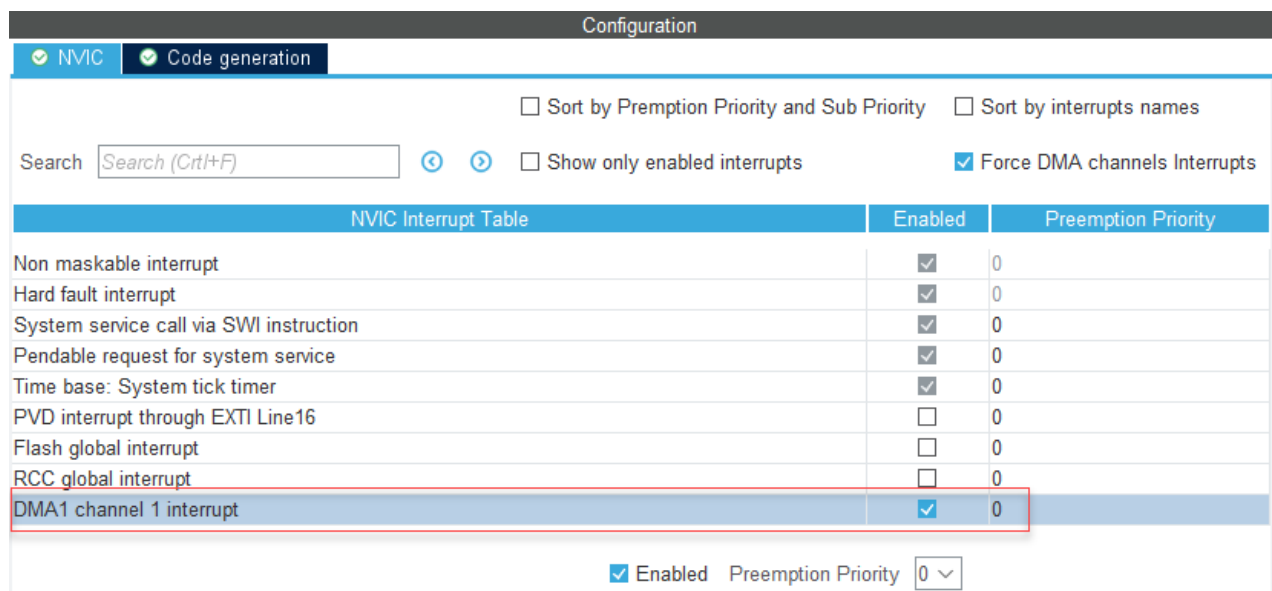 Configuration
NVIC Code generation
Sort by Premption Priority and Sub Priority Sort by interrupts names
Search Search (Crtl+F) Show only enabled interrupts Force DMA channels Interrupts
NVIC Interrupt Table Enabled Preemption Priority
Non maskable interrupt 0
Hard fault interrupt 0
System service call via SWI instruction 0
Pendable request for system service 0
Time base: System tick timer 0
PVD interrupt through EXTI Line16 0
Flash global interrupt 0
RCC global interrupt 0
DMA1 channel 1 interrupt 0
Enabled Preemption Priority 0